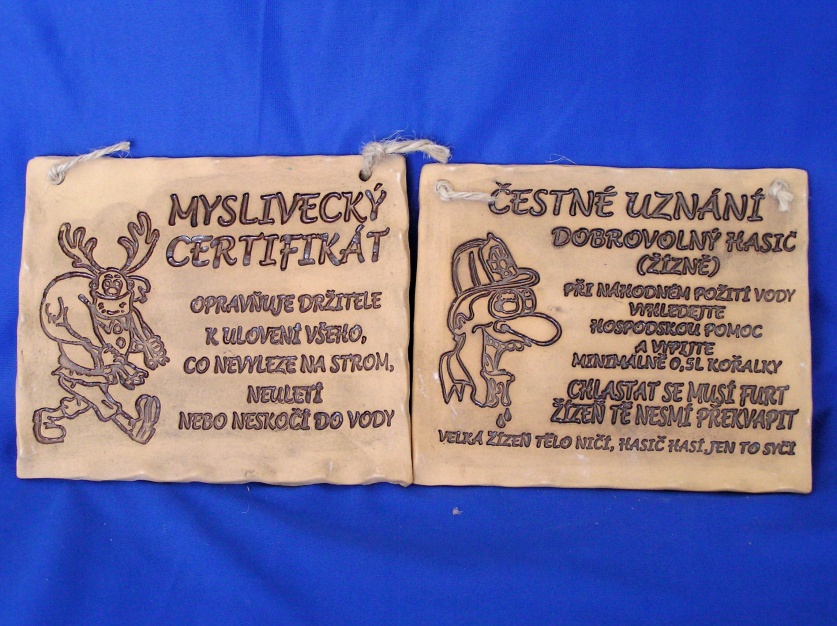 MYSLIVECKÝ
CERTIFIKÁT
OPRAVŇUJE DRŽITELE
K ULOVENÍ VŠEHO,
CO NEVYLEZE NA STROM,
NEULETÍ
NEBO NESKOČÍ DO VODY
ČESTNÉ UZNÁNÍ
DOBROVOLNÝ HASIČ
(ŽÍZNĚ)
PŘI NÁHODNÉM POŽITÍ VODY
VYHLEDEJTE
HOSPODSKOU POMOC
A VYPIJTE
MINIMÁLNĚ 0,5L KOŘALKY
CHLASTAT SE MUSÍ FURT
ŽÍZEŇ TĚ NESMÍ PŘEKVAPIT
VELKÁ ŽÍZEŇ TĚLO NIČÍ, HASIČ HASÍ JEN TO SYČÍ